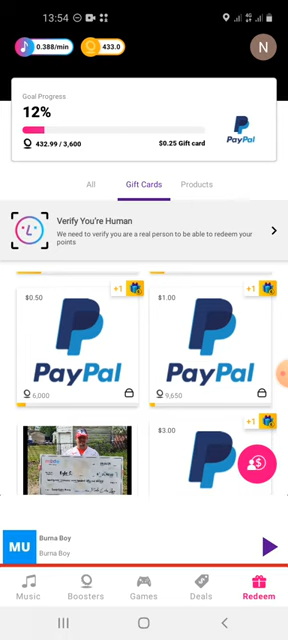 13:54
0.388/min
433.0
N
Goal Progress
12%
432.99 / 3,600
$0.25 Gift card
PayPal
All
Gift Cards
Products
Verify You're Human
We need to verify you are a real person to be able to redeem your
points
+1
$0.50
PayPal
6,000
+1
$1.00
PayPal
9,650
+1
$3.00
PayPal
MU
Burna Boy
Burna Boy
Music
Boosters
Games
Deals
Redeem